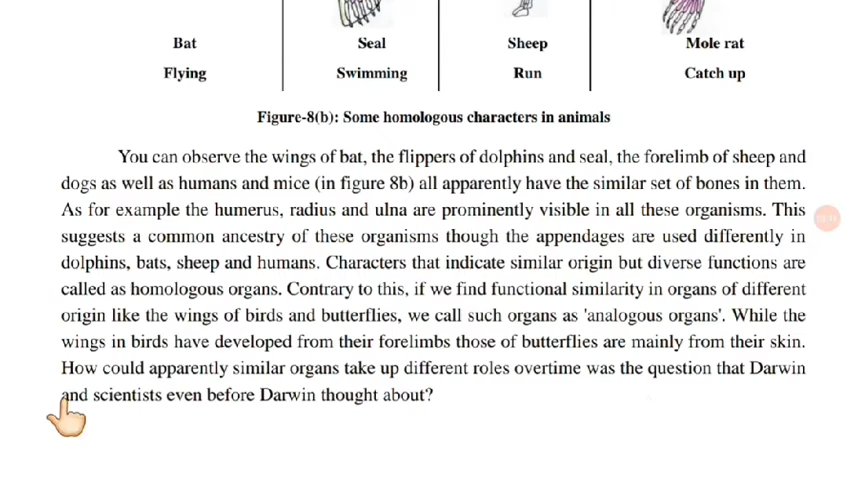 Bat Seal Sheep Mole rat
Flying Swimming Run Catch up
Figure-8(b): Some homologous characters in animals
You can observe the wings of bat, the flippers of dolphins and seal, the forelimb of sheep and
dogs as well as humans and mice (in figure 8b) all apparently have the similar set of bones in them.
As for example the humerus, radius and ulna are prominently visible in all these organisms. This
suggests a common ancestry of these organisms though the appendages are used differently in
dolphins, bats, sheep and humans. Characters that indicate similar origin but diverse functions are
called as homologous organs. Contrary to this, if we find functional similarity in organs of different
origin like the wings of birds and butterflies, we call such organs as 'analogous organs'. While the
wings in birds have developed from their forelimbs those of butterflies are mainly from their skin.
How could apparently similar organs take up different roles overtime was the question that Darwin
and scientists even before Darwin thought about?